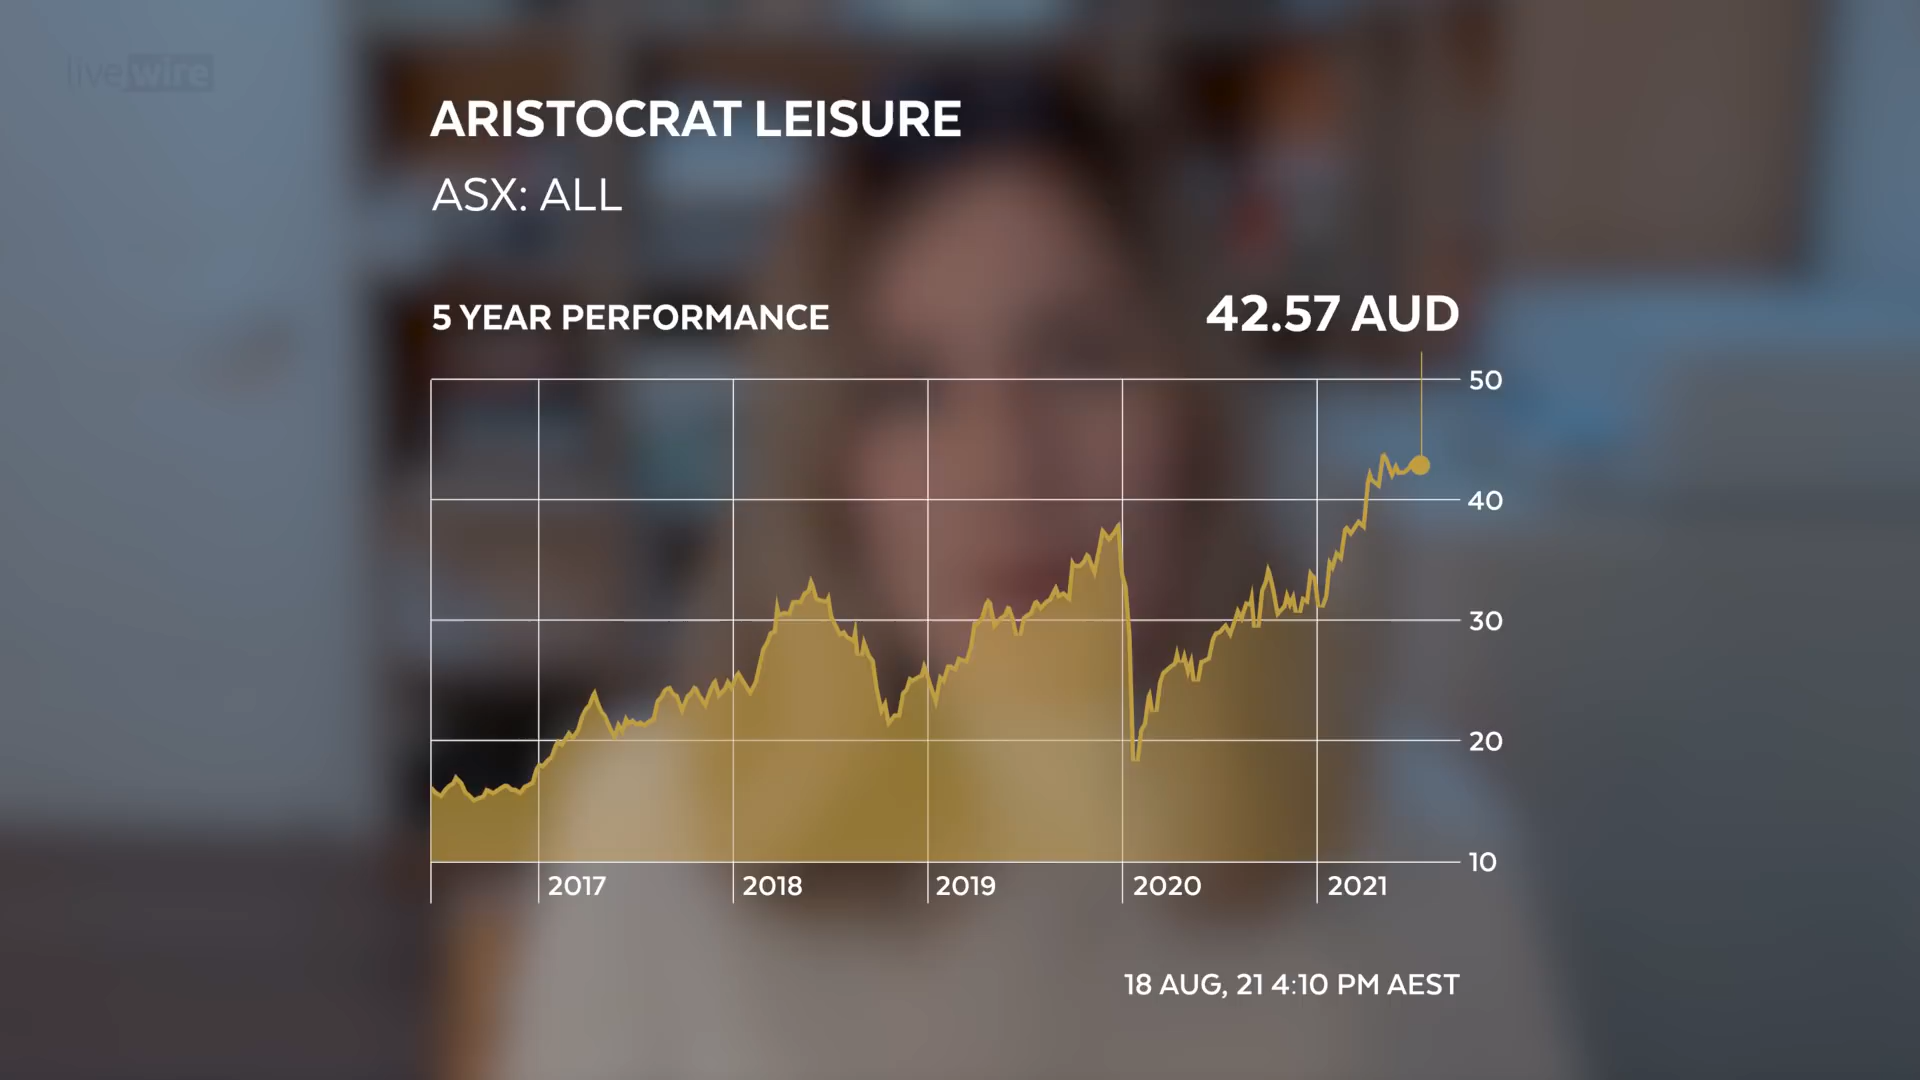 livewire
ARISTOCRAT LEISURE
ASX: ALL
5 YEAR PERFORMANCE
42.57 AUD
50
40
30
20
10
2017
2018
2019
2020
2021
18 AUG, 21 4:10 PM AEST